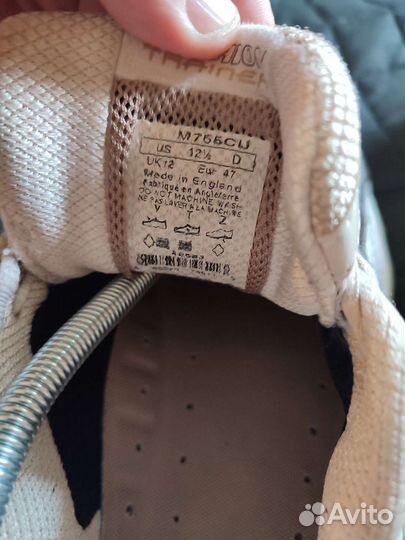 TRAINER
M755CU
US 12½ D
UK 12 EUR 47
Made in England
Fabriqué en Angleterre
DO NOT MACHINE WASH
NE PAS LAVER A LA MACHINE
V T Z
Avito